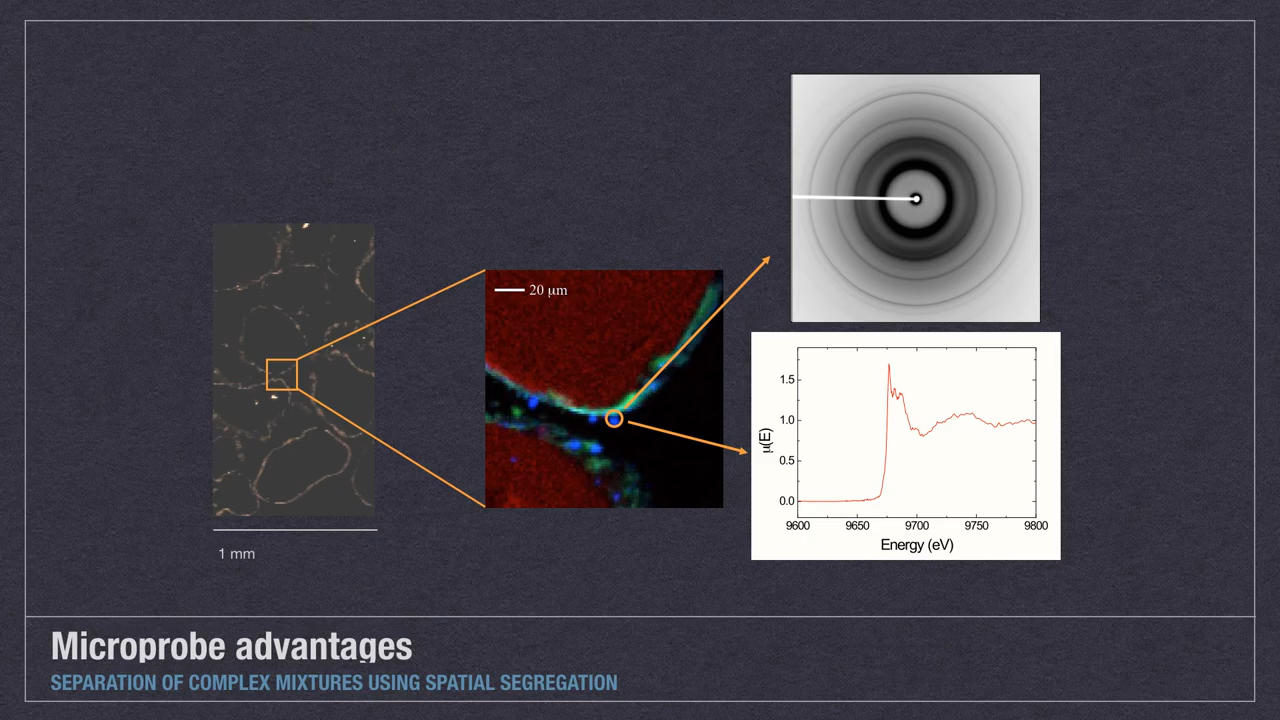 20 μm
1.5
1.0
0.5
0.0
μ(E)
9600 9650 9700 9750 9800
Energy (eV)
1 mm
Microprobe advantages
SEPARATION OF COMPLEX MIXTURES USING SPATIAL SEGREGATION